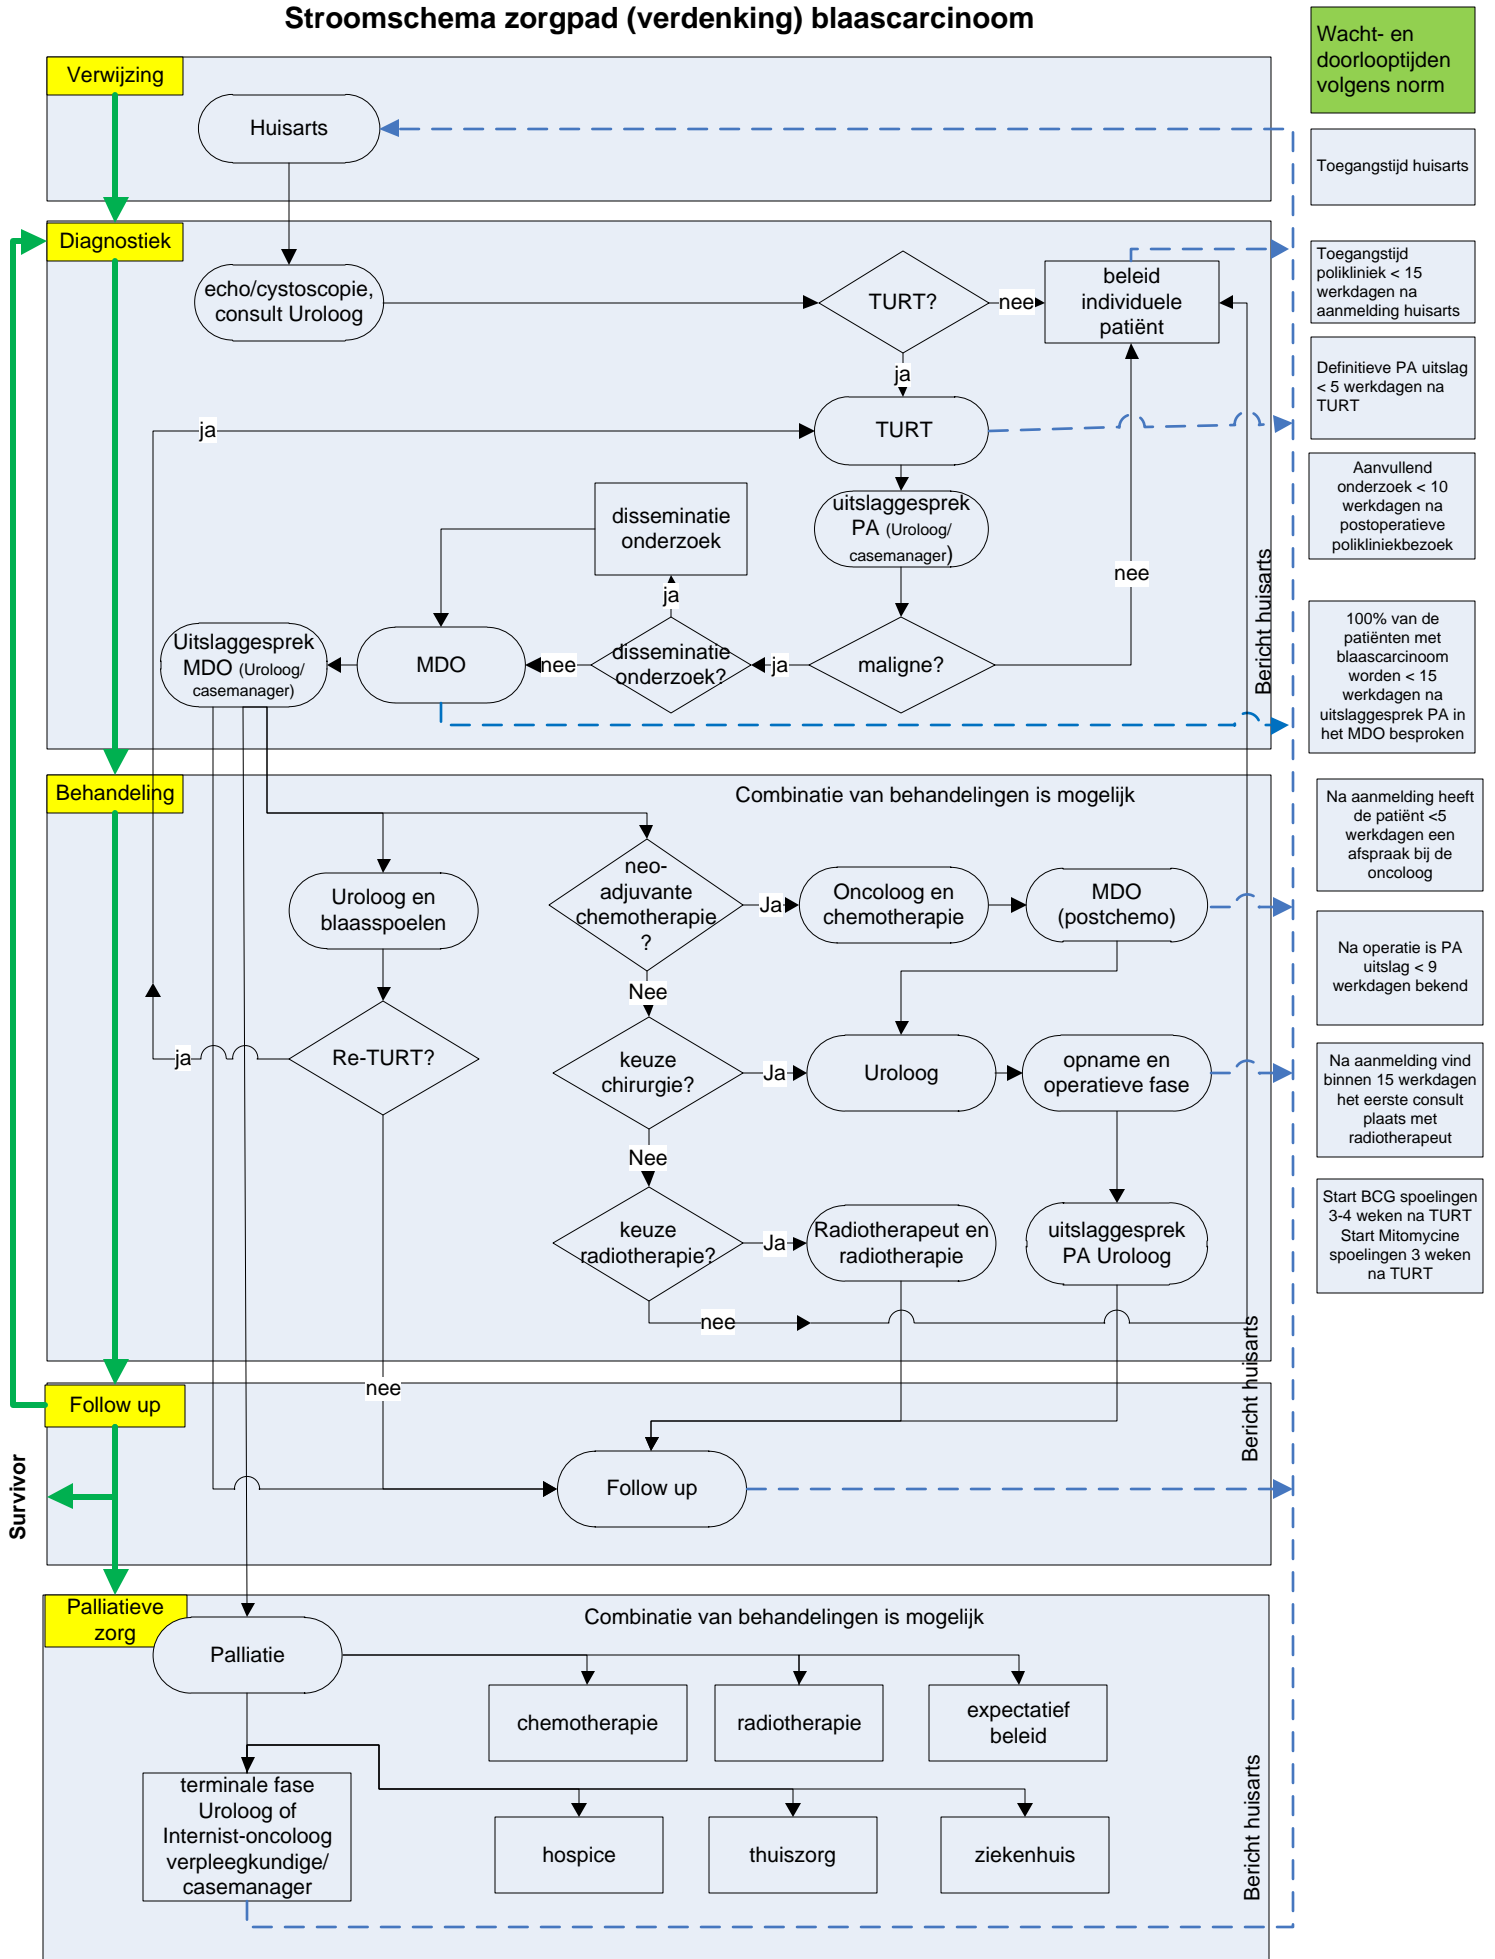 Stroomschema zorgpad (verdenking) blaascarcinoom
Wacht- en
doorlooptijden
volgens norm
Verwijzing
Huisarts
Toegangstijd huisarts
Diagnostiek
echo/cystoscopie,
consult Uroloog
TURT?
nee
beleid
individuele
patiënt
Toegangstijd
polikliniek < 15
werkdagen na
aanmelding huisarts
ja
Definitieve PA uitslag
< 5 werkdagen na
TURT
ja
TURT
Aanvullend
onderzoek < 10
werkdagen na
postoperatieve
polikliniekbezoek
disseminatie
onderzoek
uitslaggesprek
PA (Uroloog/
casemanager)
nee
Bericht huisarts
ja
Uitslaggesprek
MDO (Uroloog/
casemanager)
MDO
nee
disseminatie
onderzoek?
ja
maligne?
100% van de
patiënten met
blaascarcinoom
worden < 15
werkdagen na
uitslaggesprek PA in
het MDO besproken
Behandeling
Combinatie van behandelingen is mogelijk
Na aanmelding heeft
de patiënt <5
werkdagen een
afspraak bij de
oncoloog
Uroloog en
blaasspoelen
neo-
adjuvante
chemotherapie
?
Ja
Oncoloog en
chemotherapie
MDO
(postchemo)
Na operatie is PA
uitslag < 9
werkdagen bekend
Nee
ja
Re-TURT?
keuze
chirurgie?
Ja
Uroloog
opname en
operatieve fase
Na aanmelding vind
binnen 15 werkdagen
het eerste consult
plaats met
radiotherapeut
Nee
keuze
radiotherapie?
Ja
Radiotherapeut en
radiotherapie
uitslaggesprek
PA Uroloog
Start BCG spoelingen
3-4 weken na TURT
Start Mitomycine
spoelingen 3 weken
na TURT
nee
Bericht huisarts
nee
Follow up
Follow up
Survivor
Palliatieve
zorg
Combinatie van behandelingen is mogelijk
Palliatie
chemotherapie
radiotherapie
expectatief
beleid
terminale fase
Uroloog of
Internist-oncoloog
verpleegkundige/
casemanager
hospice
thuiszorg
ziekenhuis
Bericht huisarts